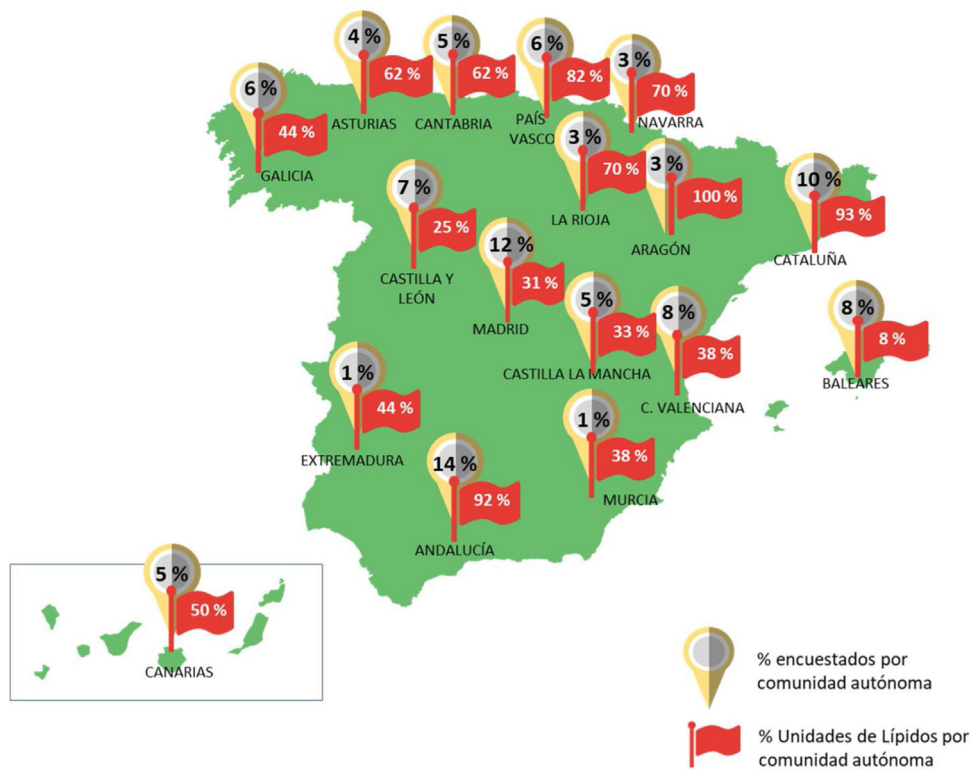 4 %
62 %
ASTURIAS
5 %
62 %
CANTABRIA
6 %
82 %
PAÍS
VASCO
3 %
70 %
NAVARRA
6 %
44 %
GALICIA
3 %
70 %
LA RIOJA
3 %
100 %
ARAGÓN
10 %
93 %
CATALUÑA
7 %
25 %
CASTILLA Y
LEÓN
12 %
31 %
MADRID
5 %
33 %
CASTILLA LA MANCHA
8 %
38 %
C. VALENCIANA
8 %
8 %
BALEARES
1 %
44 %
EXTREMADURA
14 %
92 %
ANDALUCÍA
1 %
38 %
MURCIA
5 %
50 %
CANARIAS
% encuestados por
comunidad autónoma
% Unidades de Lípidos por
comunidad autónoma